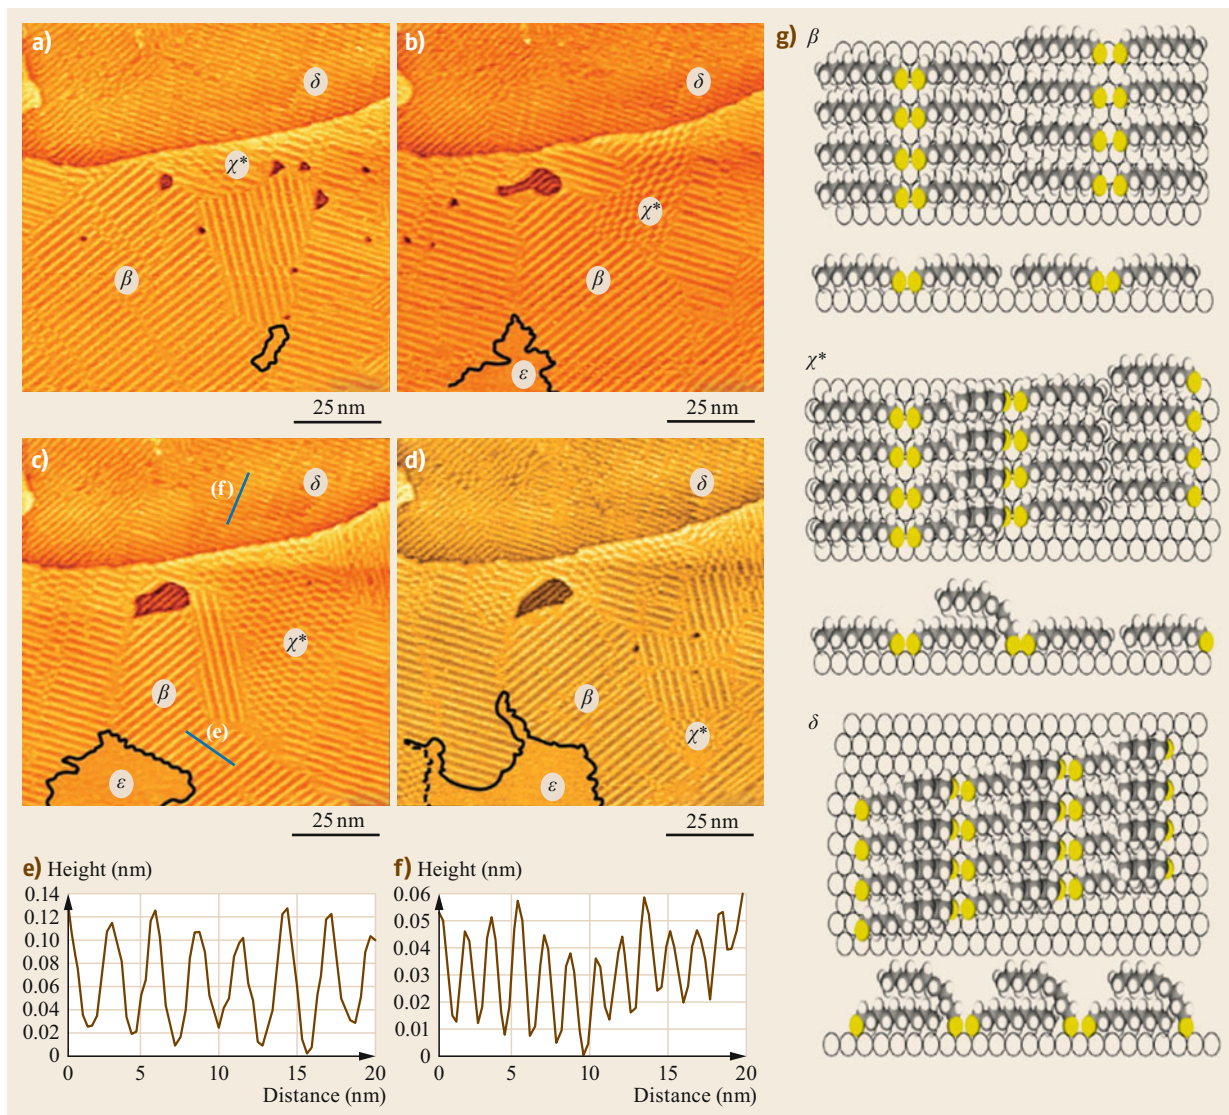 a)
δ
χ*
β
25 nm
b)
δ
χ*
β
ε
25 nm
c)
(f)
δ
χ*
β
(e)
ε
25 nm
d)
δ
β
χ*
ε
25 nm
e) Height (nm)
0.14
0.12
0.10
0.08
0.06
0.04
0.02
0
0 5 10 15 20
Distance (nm)
f) Height (nm)
0.06
0.05
0.04
0.03
0.02
0.01
0
0 5 10 15 20
Distance (nm)
g) β
χ*
δ